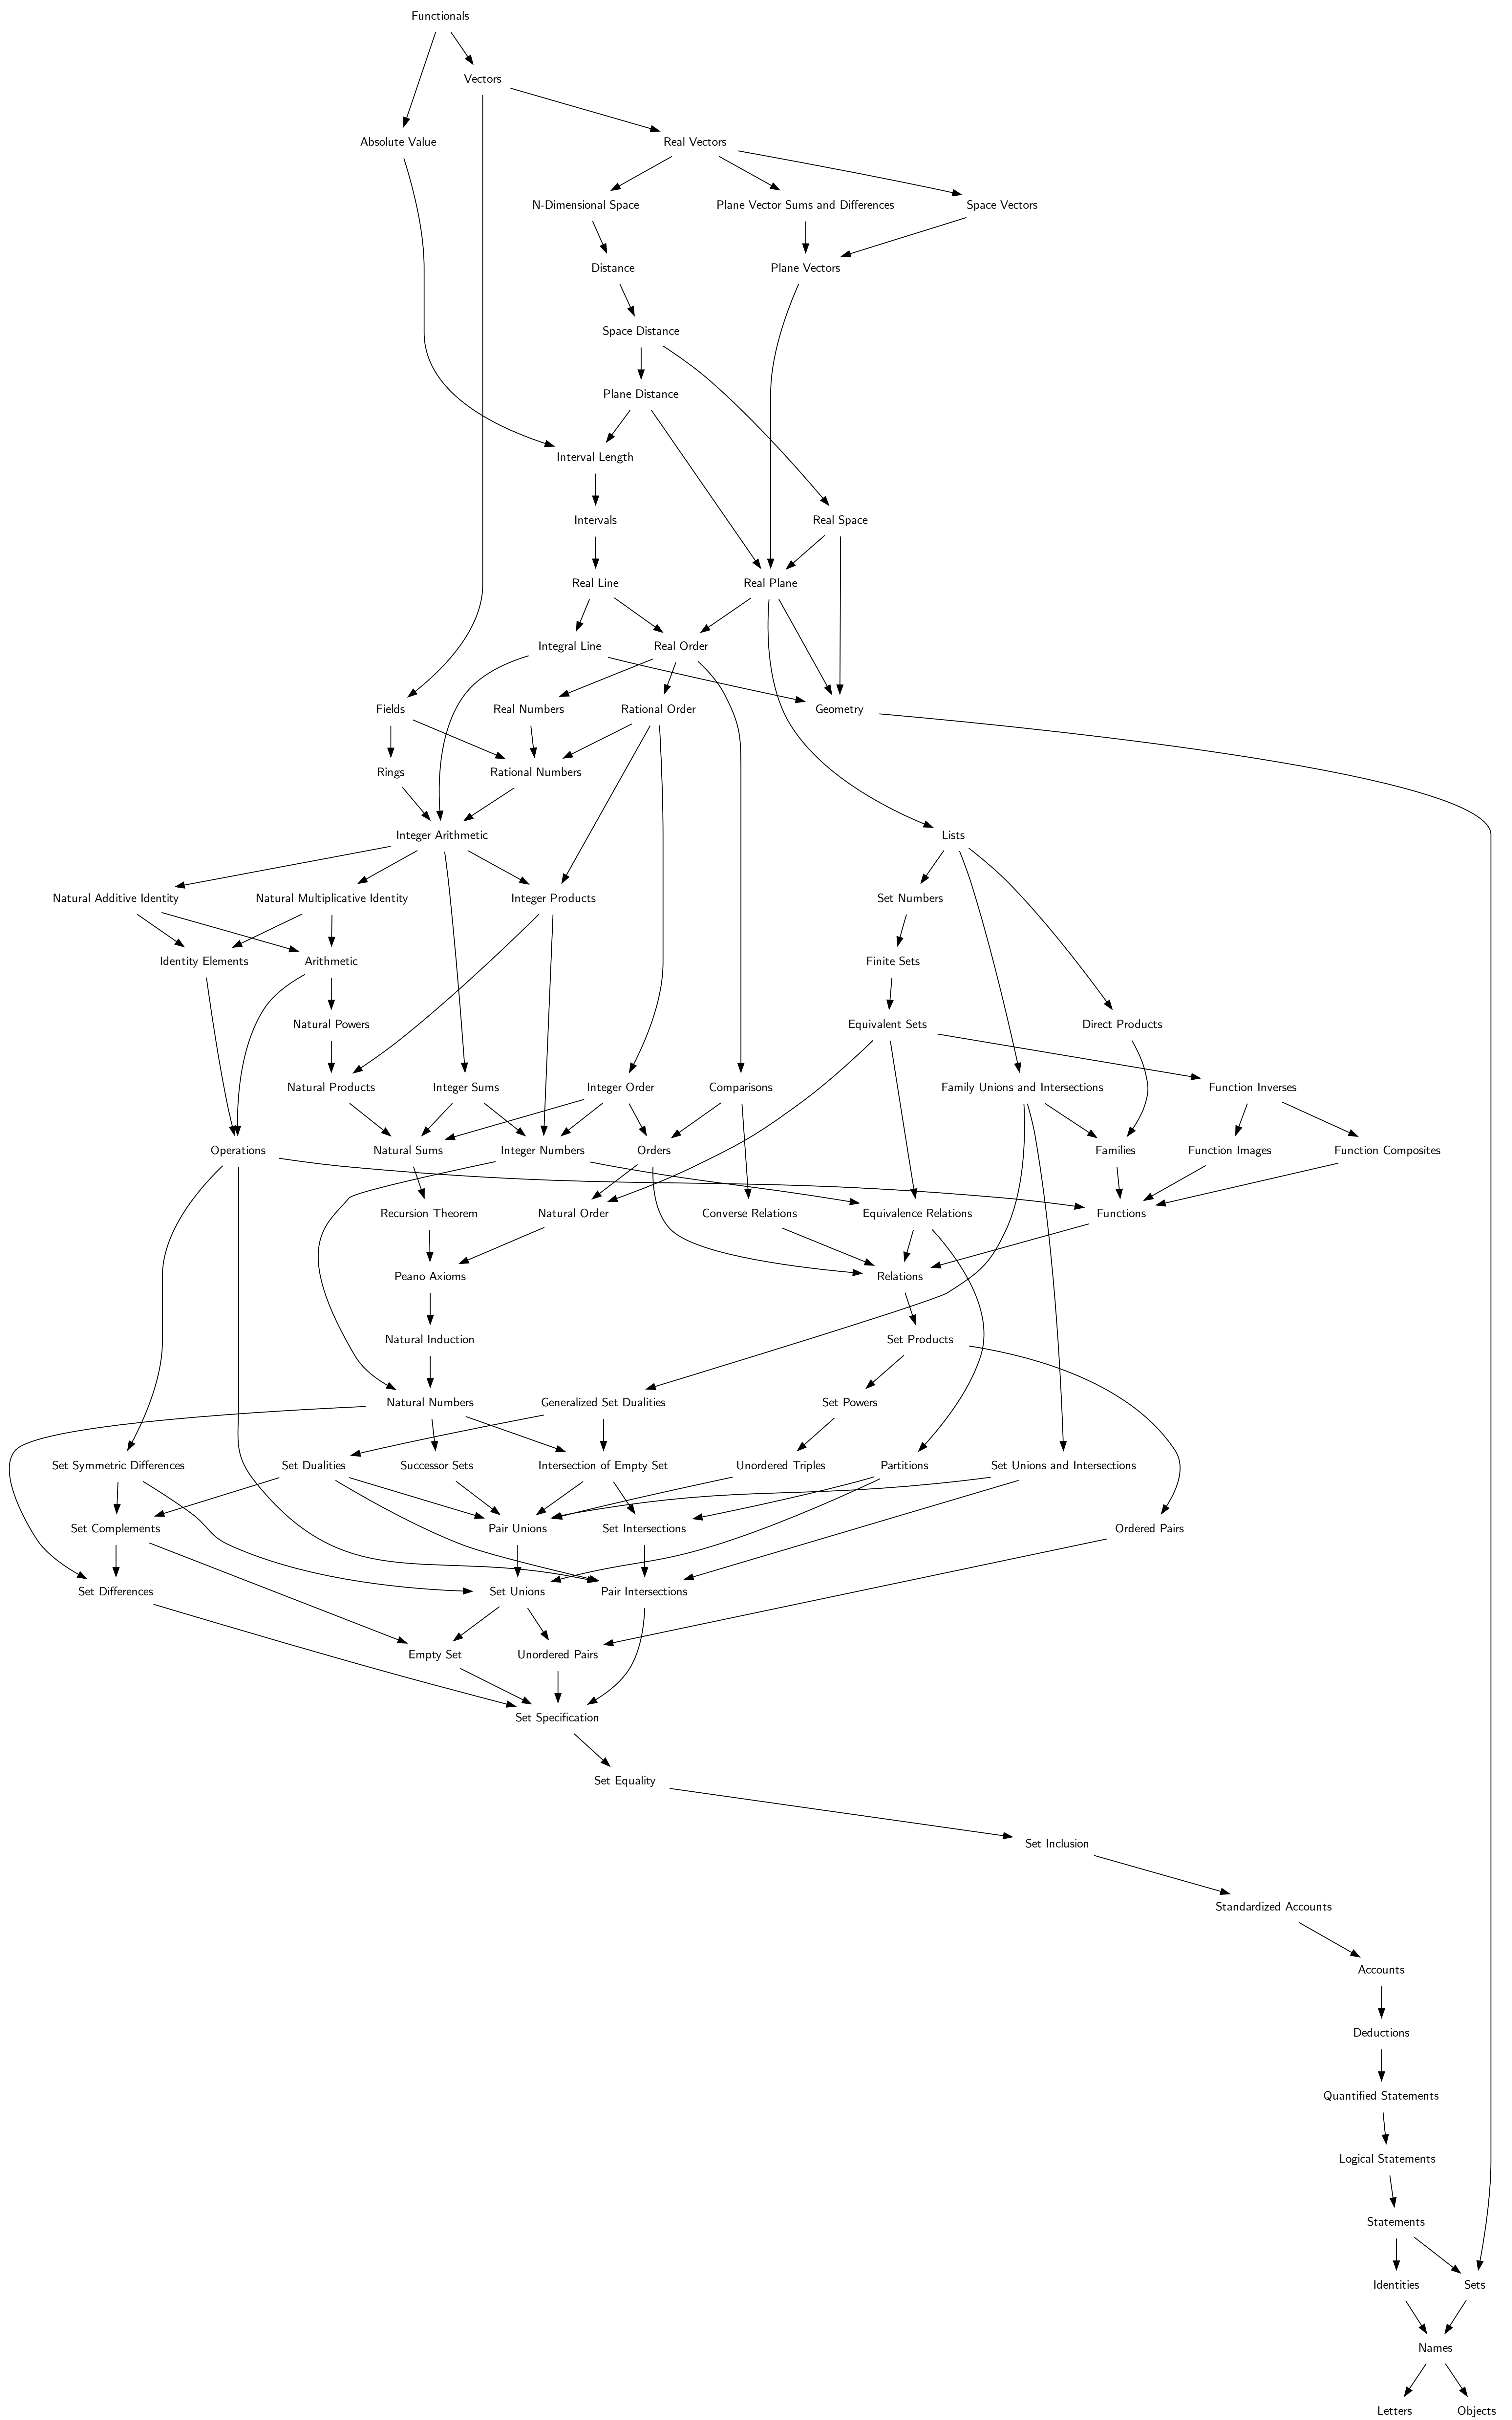 Functionals
Vectors
Absolute Value
Real Vectors
N-Dimensional Space
Plane Vector Sums and Differences
Space Vectors
Distance
Plane Vectors
Space Distance
Plane Distance
Interval Length
Intervals
Real Space
Real Line
Real Plane
Integral Line
Real Order
Fields
Real Numbers
Rational Order
Geometry
Rings
Rational Numbers
Integer Arithmetic
Lists
Natural Additive Identity
Natural Multiplicative Identity
Integer Products
Set Numbers
Identity Elements
Arithmetic
Finite Sets
Natural Powers
Equivalent Sets
Direct Products
Natural Products
Integer Sums
Integer Order
Comparisons
Family Unions and Intersections
Function Inverses
Operations
Natural Sums
Integer Numbers
Orders
Families
Function Images
Function Composites
Recursion Theorem
Natural Order
Converse Relations
Equivalence Relations
Functions
Peano Axioms
Relations
Natural Induction
Set Products
Natural Numbers
Generalized Set Dualities
Set Powers
Set Symmetric Differences
Set Dualities
Successor Sets
Intersection of Empty Set
Unordered Triples
Partitions
Set Unions and Intersections
Set Complements
Pair Unions
Set Intersections
Ordered Pairs
Set Differences
Set Unions
Pair Intersections
Empty Set
Unordered Pairs
Set Specification
Set Equality
Set Inclusion
Standardized Accounts
Accounts
Deductions
Quantified Statements
Logical Statements
Statements
Identities
Sets
Names
Letters
Objects